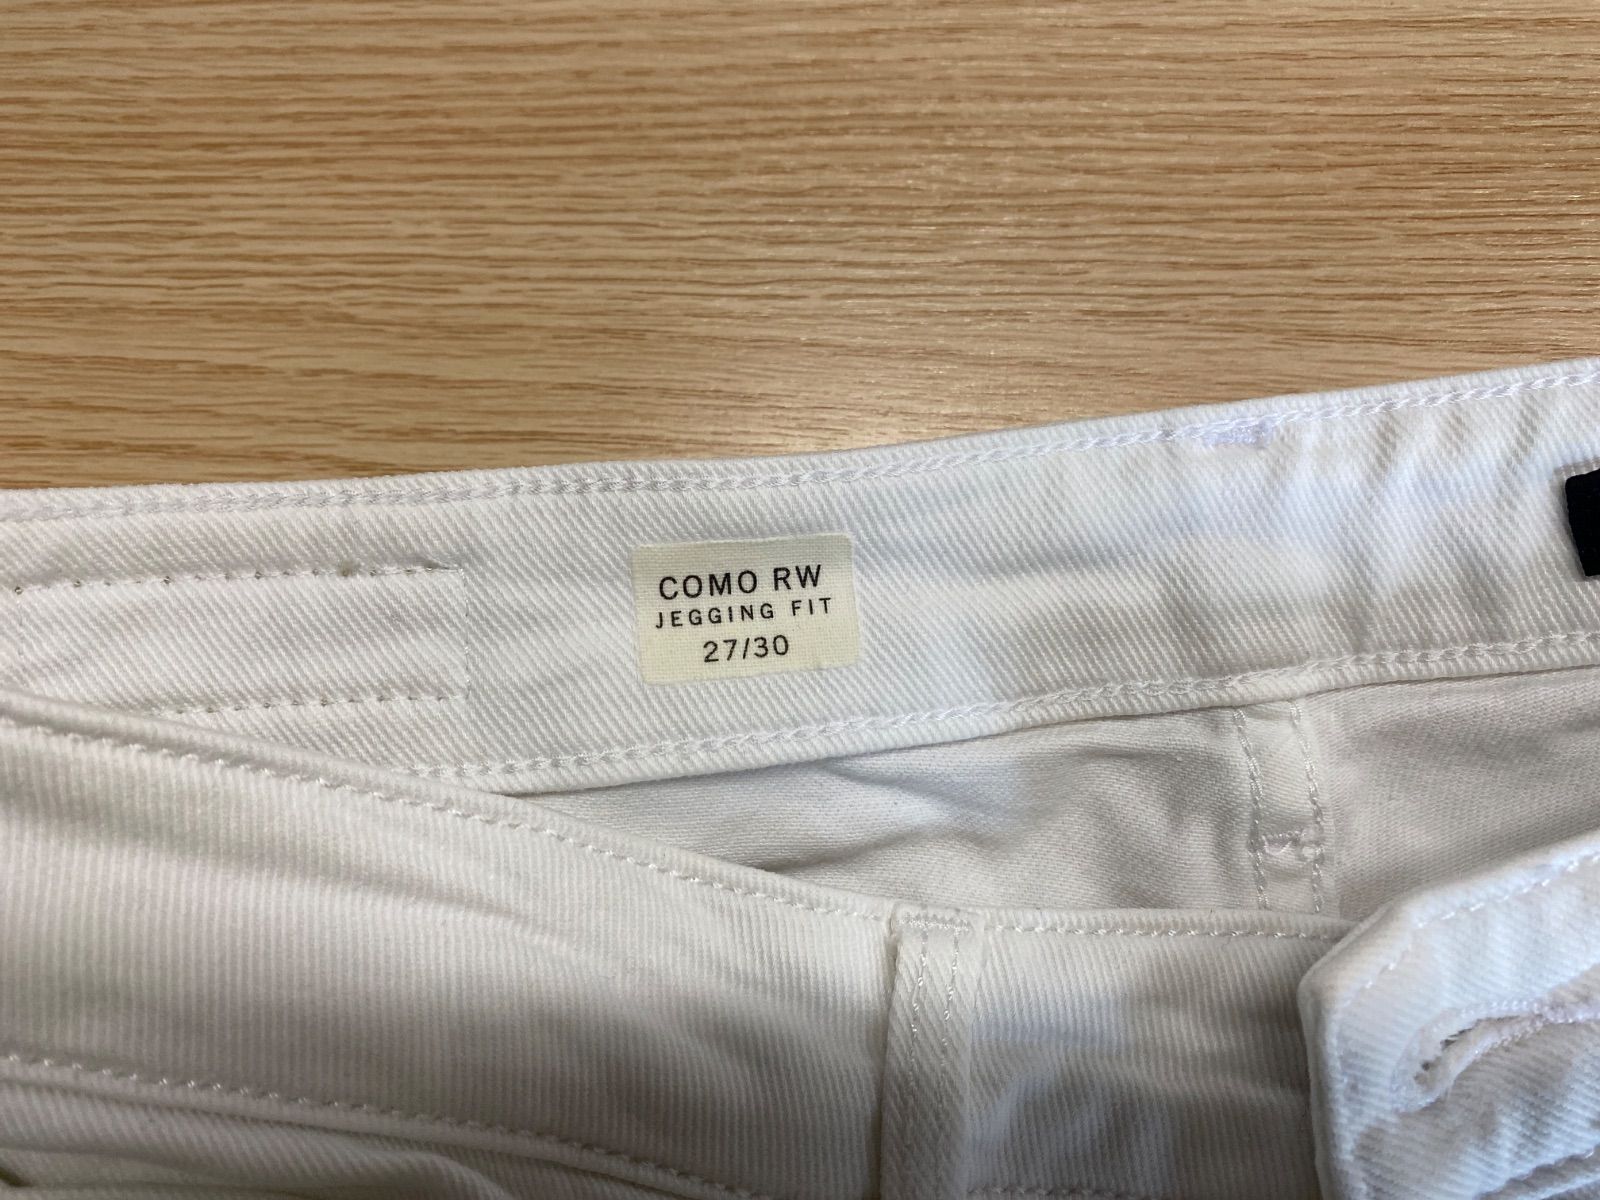 COMO RW
JEGGING FIT
27/30